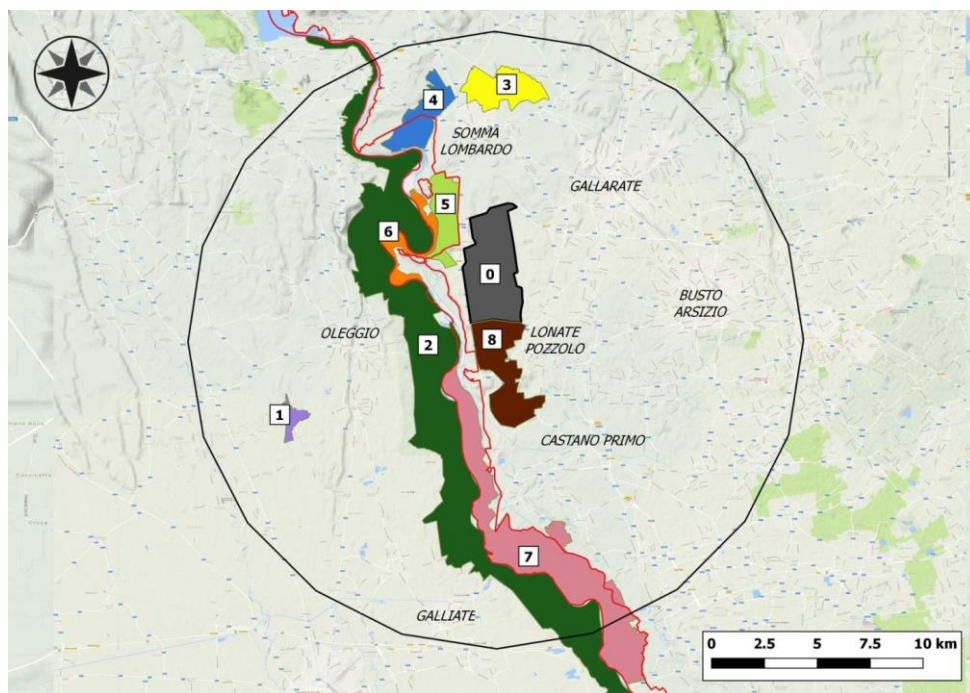 3
4
SOMMA
LOMBARDO
GALLARATE
5
6
0
BUSTO
ARSIZIO
OLEGGIO
2
8
LONATE
POZZOLO
1
CASTANO PRIMO
7
GALLIATE
0 2.5 5 7.5 10 km